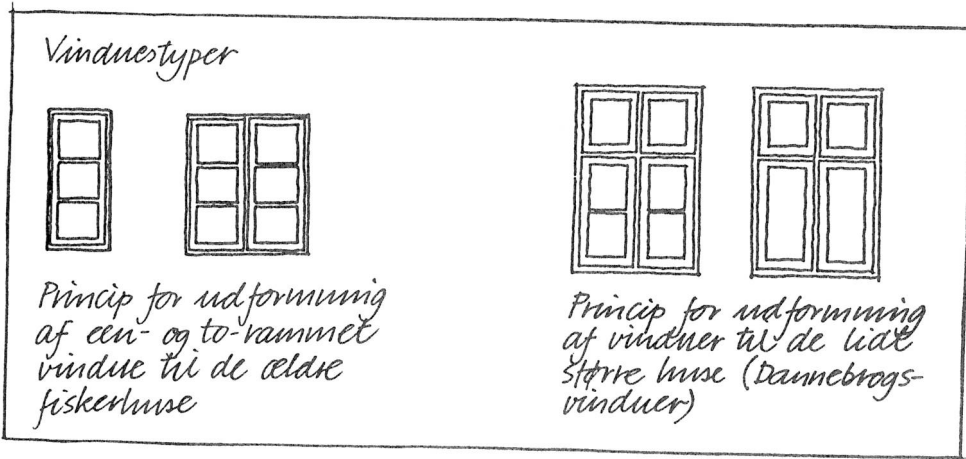 Vinduestyper
Princip for udformning
af een- og to-rammet
vindue til de ældre
fiskerhuse
Princip for udformning
af vinduer til de lidt
større huse (Dannebrogs-
vinduer)